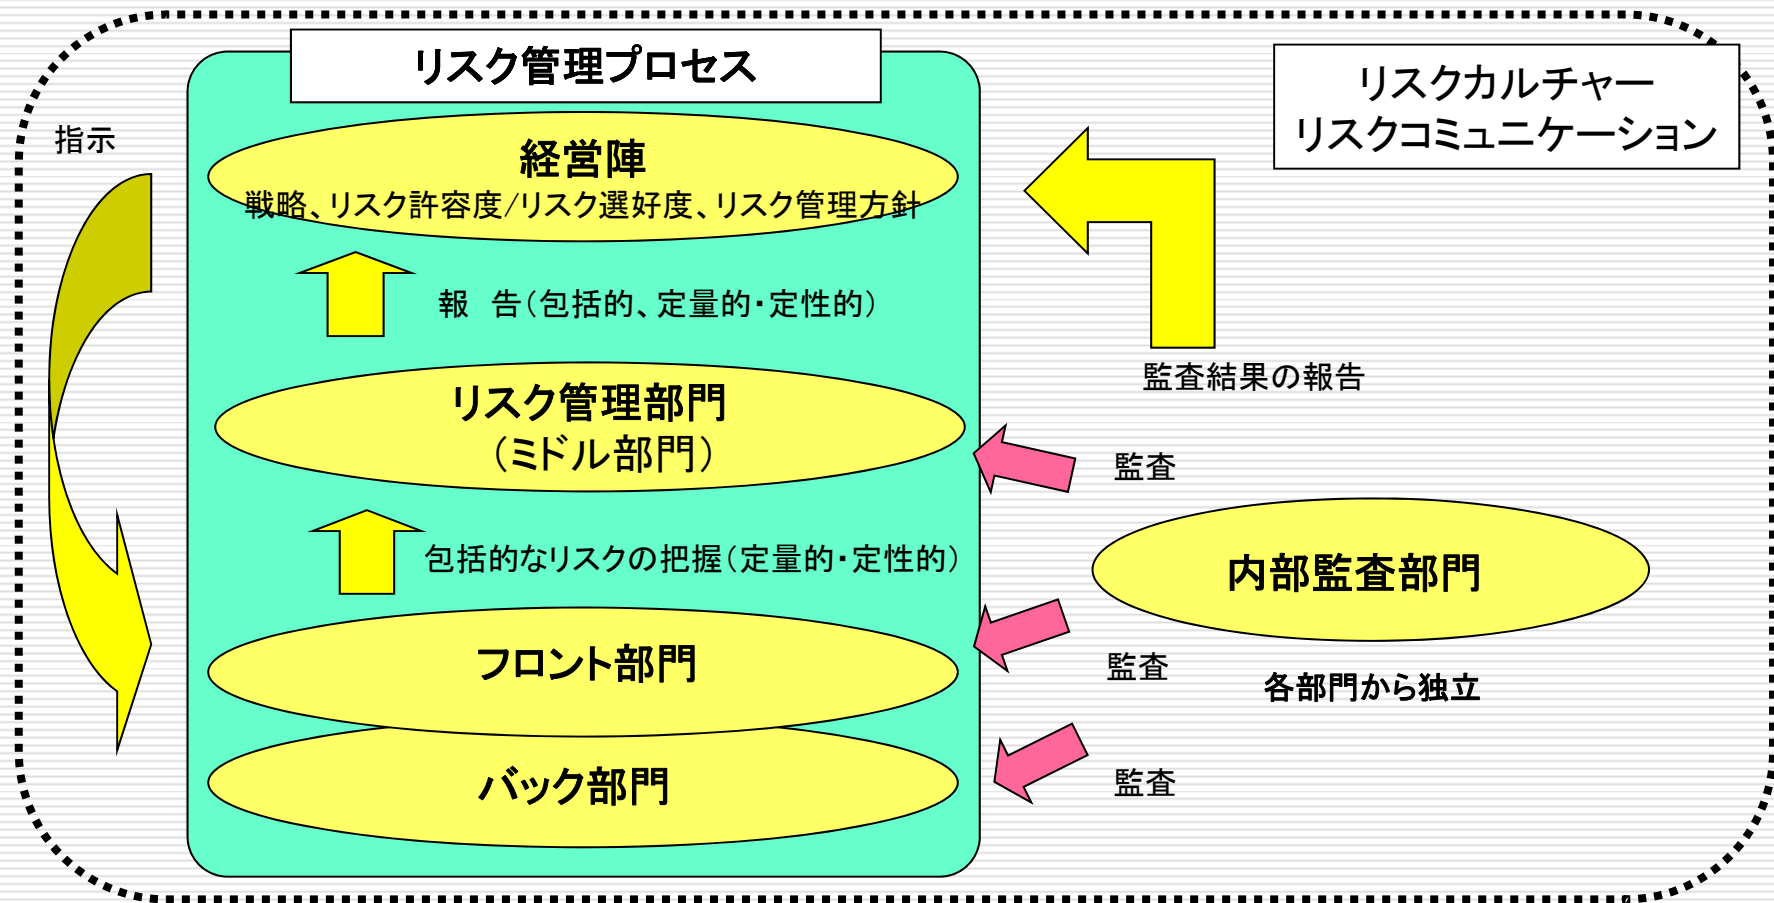 リスク管理プロセス
リスクカルチャー
リスクコミュニケーション
指示
経営陣
戦略、リスク許容度/リスク選好度、リスク管理方針
報　告（包括的、定量的・定性的）
監査結果の報告
リスク管理部門
（ミドル部門）
監査
包括的なリスクの把握（定量的・定性的）
内部監査部門
フロント部門
監査
各部門から独立
バック部門
監査